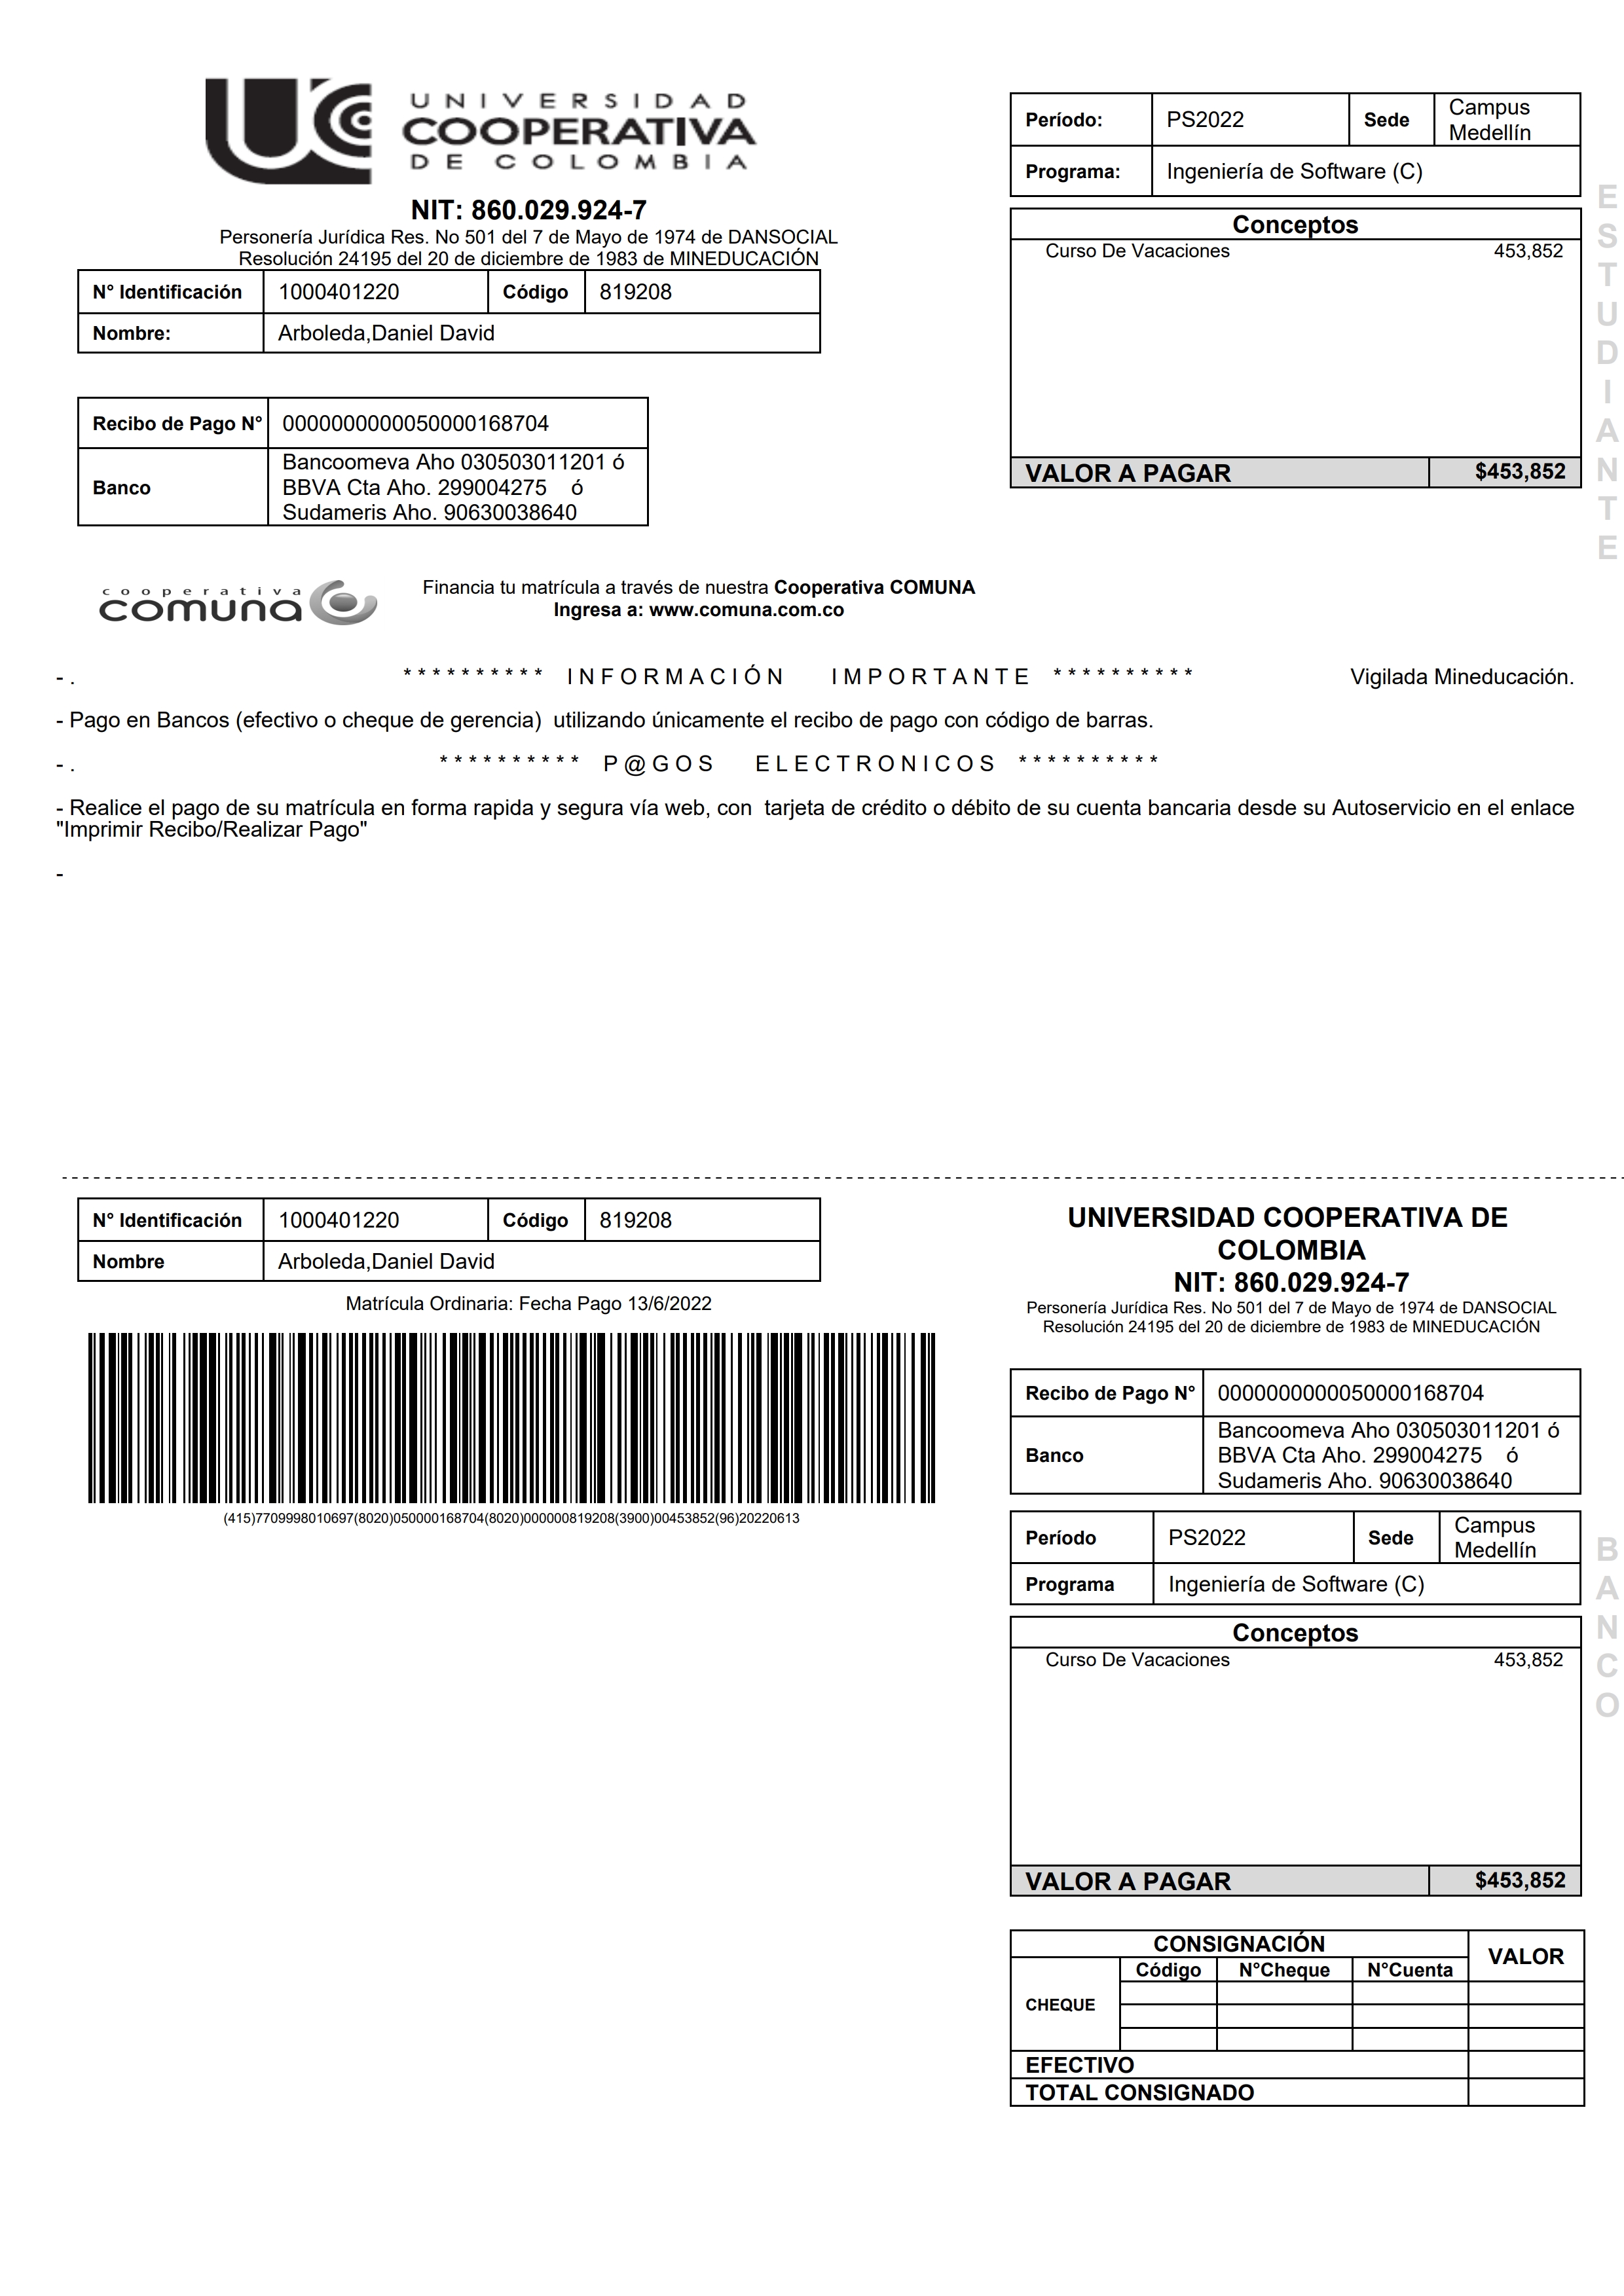 UNIVERSIDAD
COOPERATIVA
DE COLOMBIA
NIT: 860.029.924-7
Personería Jurídica Res. No 501 del 7 de Mayo de 1974 de DANSOCIAL
Resolución 24195 del 20 de diciembre de 1983 de MINEDUCACIÓN
N° Identificación 1000401220 Código 819208
Nombre: Arboleda,Daniel David
Recibo de Pago N° 0000000000050000168704
Banco
Bancoomeva Aho 030503011201 ó
BBVA Cta Aho. 299004275 ó
Sudameris Aho. 90630038640
Período: PS2022 Sede Campus
Medellín
Programa: Ingeniería de Software (C)
Conceptos
Curso De Vacaciones 453,852
VALOR A PAGAR $453,852
ESTUDIANTE
cooperativa
comuna
Financia tu matrícula a través de nuestra Cooperativa COMUNA
Ingresa a: www.comuna.com.co
- . * * * * * * * * * * I N F O R M A C I Ó N I M P O R T A N T E * * * * * * * * * * Vigilada Mineducación.
- Pago en Bancos (efectivo o cheque de gerencia) utilizando únicamente el recibo de pago con código de barras.
- . * * * * * * * * * * P @ G O S E L E C T R O N I C O S * * * * * * * * * *
- Realice el pago de su matrícula en forma rapida y segura vía web, con tarjeta de crédito o débito de su cuenta bancaria desde su Autoservicio en el enlace
"Imprimir Recibo/Realizar Pago"
-
N° Identificación 1000401220 Código 819208
Nombre Arboleda,Daniel David
Matrícula Ordinaria: Fecha Pago 13/6/2022
(415)7709998010697(8020)050000168704(8020)000000819208(3900)00453852(96)20220613
UNIVERSIDAD COOPERATIVA DE
COLOMBIA
NIT: 860.029.924-7
Personería Jurídica Res. No 501 del 7 de Mayo de 1974 de DANSOCIAL
Resolución 24195 del 20 de diciembre de 1983 de MINEDUCACIÓN
Recibo de Pago N° 0000000000050000168704
Banco
Bancoomeva Aho 030503011201 ó
BBVA Cta Aho. 299004275 ó
Sudameris Aho. 90630038640
Período PS2022 Sede Campus
Medellín
Programa Ingeniería de Software (C)
Conceptos
Curso De Vacaciones 453,852
VALOR A PAGAR $453,852
BANCO
CONSIGNACIÓN VALOR
Código N°Cheque N°Cuenta
CHEQUE
EFECTIVO
TOTAL CONSIGNADO